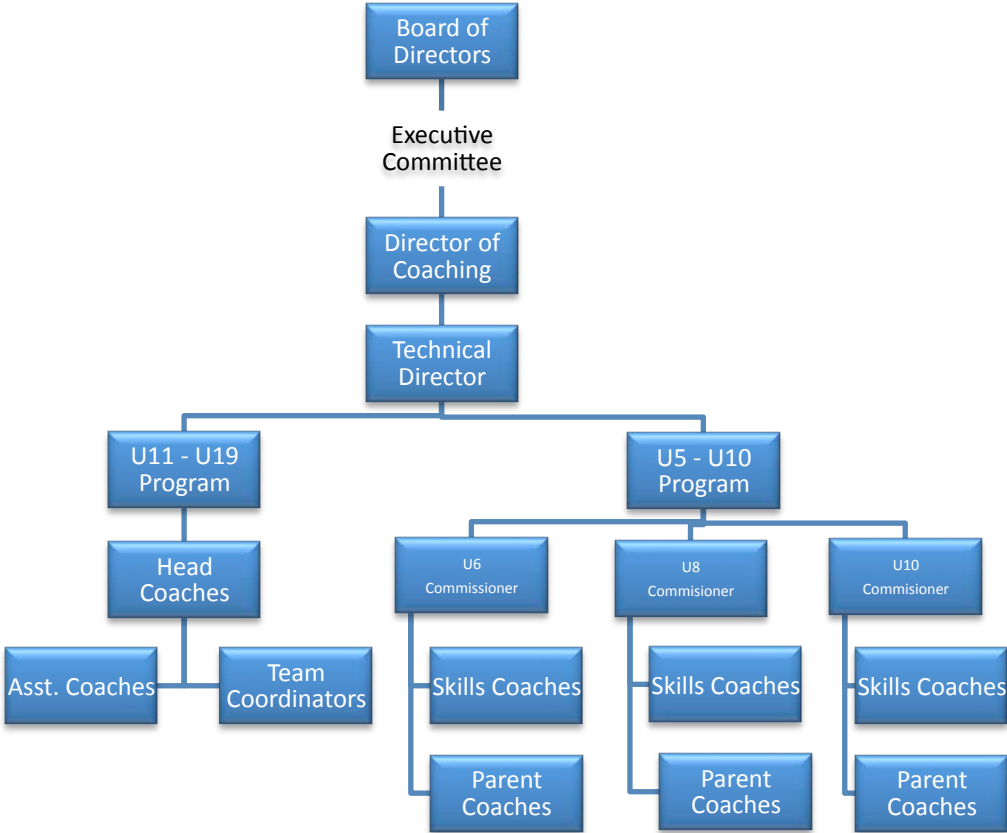 Board of
Directors
Executive
Committee
Director of
Coaching
Technical
Director
U11 - U19
Program
U5 - U10
Program
Head
Coaches
U6
Commissioner
U8
Commisioner
U10
Commisioner
Asst. Coaches
Team
Coordinators
Skills Coaches
Skills Coaches
Skills Coaches
Parent
Coaches
Parent
Coaches
Parent
Coaches